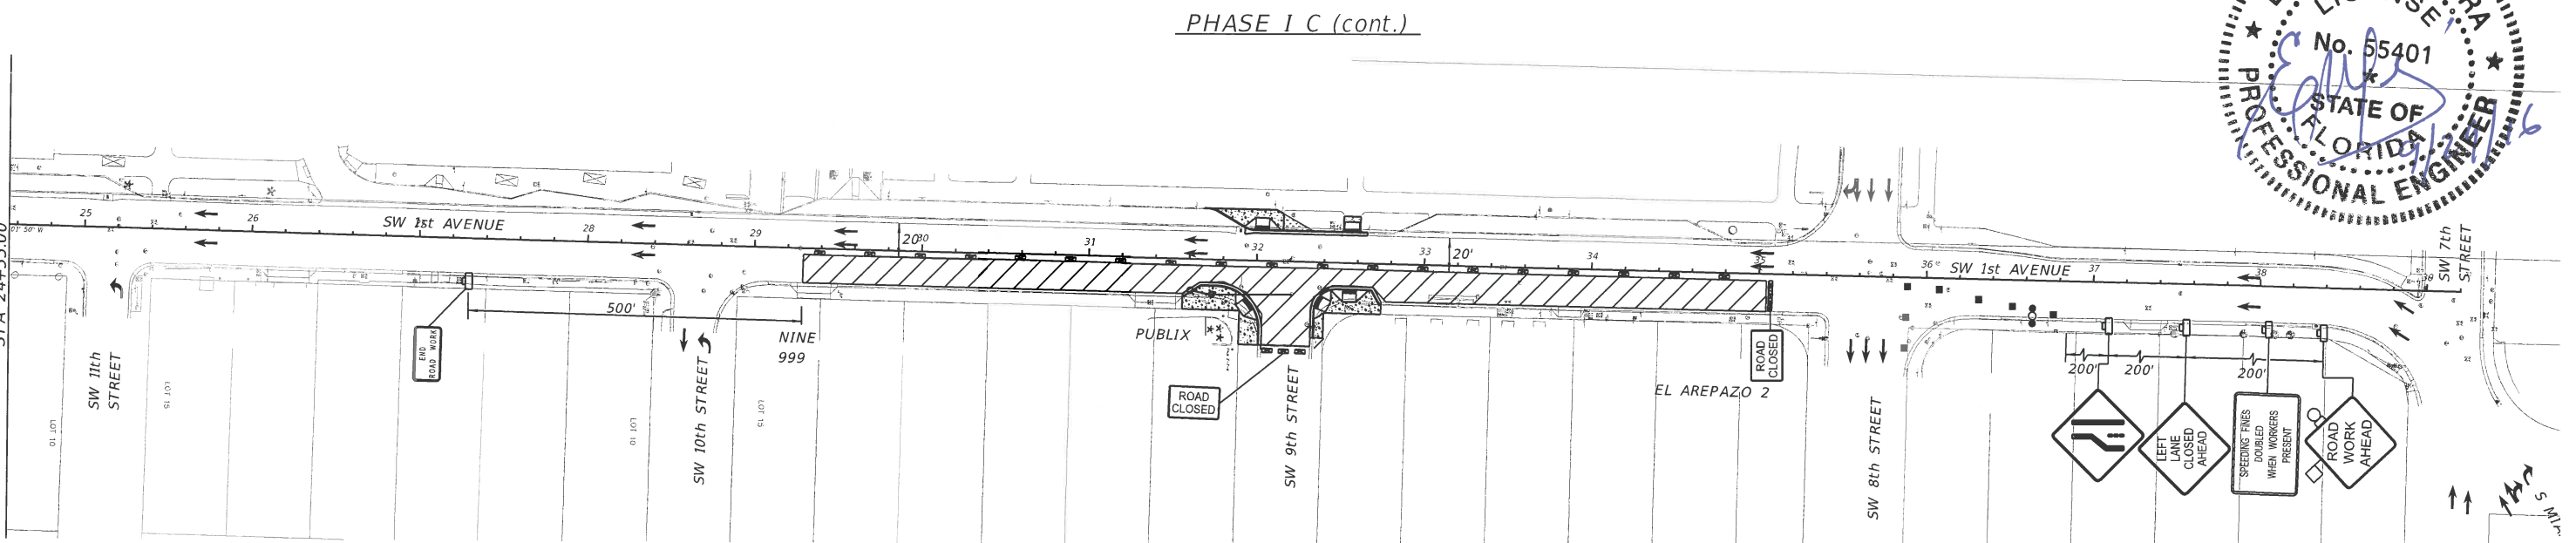 PHASE I C (cont.)
LICENSE
No. 55401
STATE OF
FLORIDA
PROFESSIONAL ENGINEER
25
26
SW 1st AVENUE
28
29
20'
30
31
32
33
20'
34
35
36
SW 1st AVENUE
37
38
39
SW 7th
STREET
END
ROAD WORK
500'
NINE
999
PUBLIX
ROAD
CLOSED
ROAD
CLOSED
EL AREPAZO 2
SW 11th
STREET
SW 10th STREET
SW 9th STREET
SW 8th STREET
LOT 10
LOT 15
LOT 10
LOT 15
200'
200'
200'
LEFT
LANE
CLOSED
AHEAD
SPEEDING FINES
DOUBLED
WHEN WORKERS
PRESENT
ROAD
WORK
AHEAD